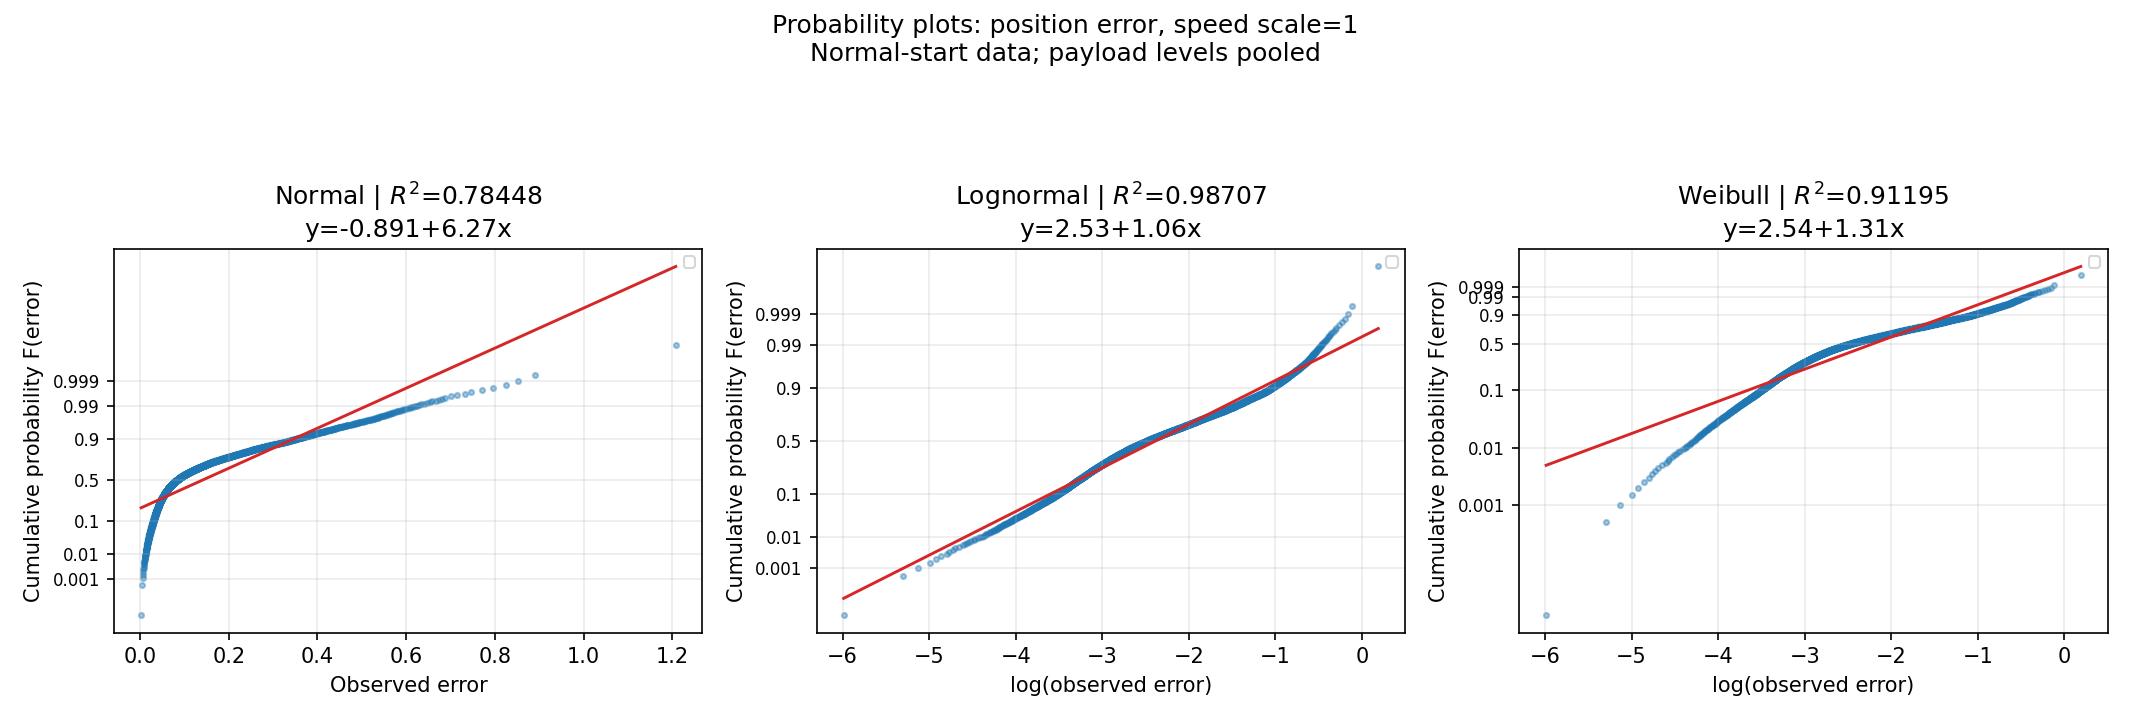 Probability plots: position error, speed scale=1
Normal-start data; payload levels pooled
Normal | R²=0.78448
y=-0.891+6.27x
Cumulative probability F(error)
0.999
0.99
0.9
0.5
0.1
0.01
0.001
0.0 0.2 0.4 0.6 0.8 1.0 1.2
Observed error
Lognormal | R²=0.98707
y=2.53+1.06x
Cumulative probability F(error)
0.999
0.99
0.9
0.5
0.1
0.01
0.001
−6 −5 −4 −3 −2 −1 0
log(observed error)
Weibull | R²=0.91195
y=2.54+1.31x
Cumulative probability F(error)
0.999
0.99
0.9
0.5
0.1
0.01
0.001
−6 −5 −4 −3 −2 −1 0
log(observed error)